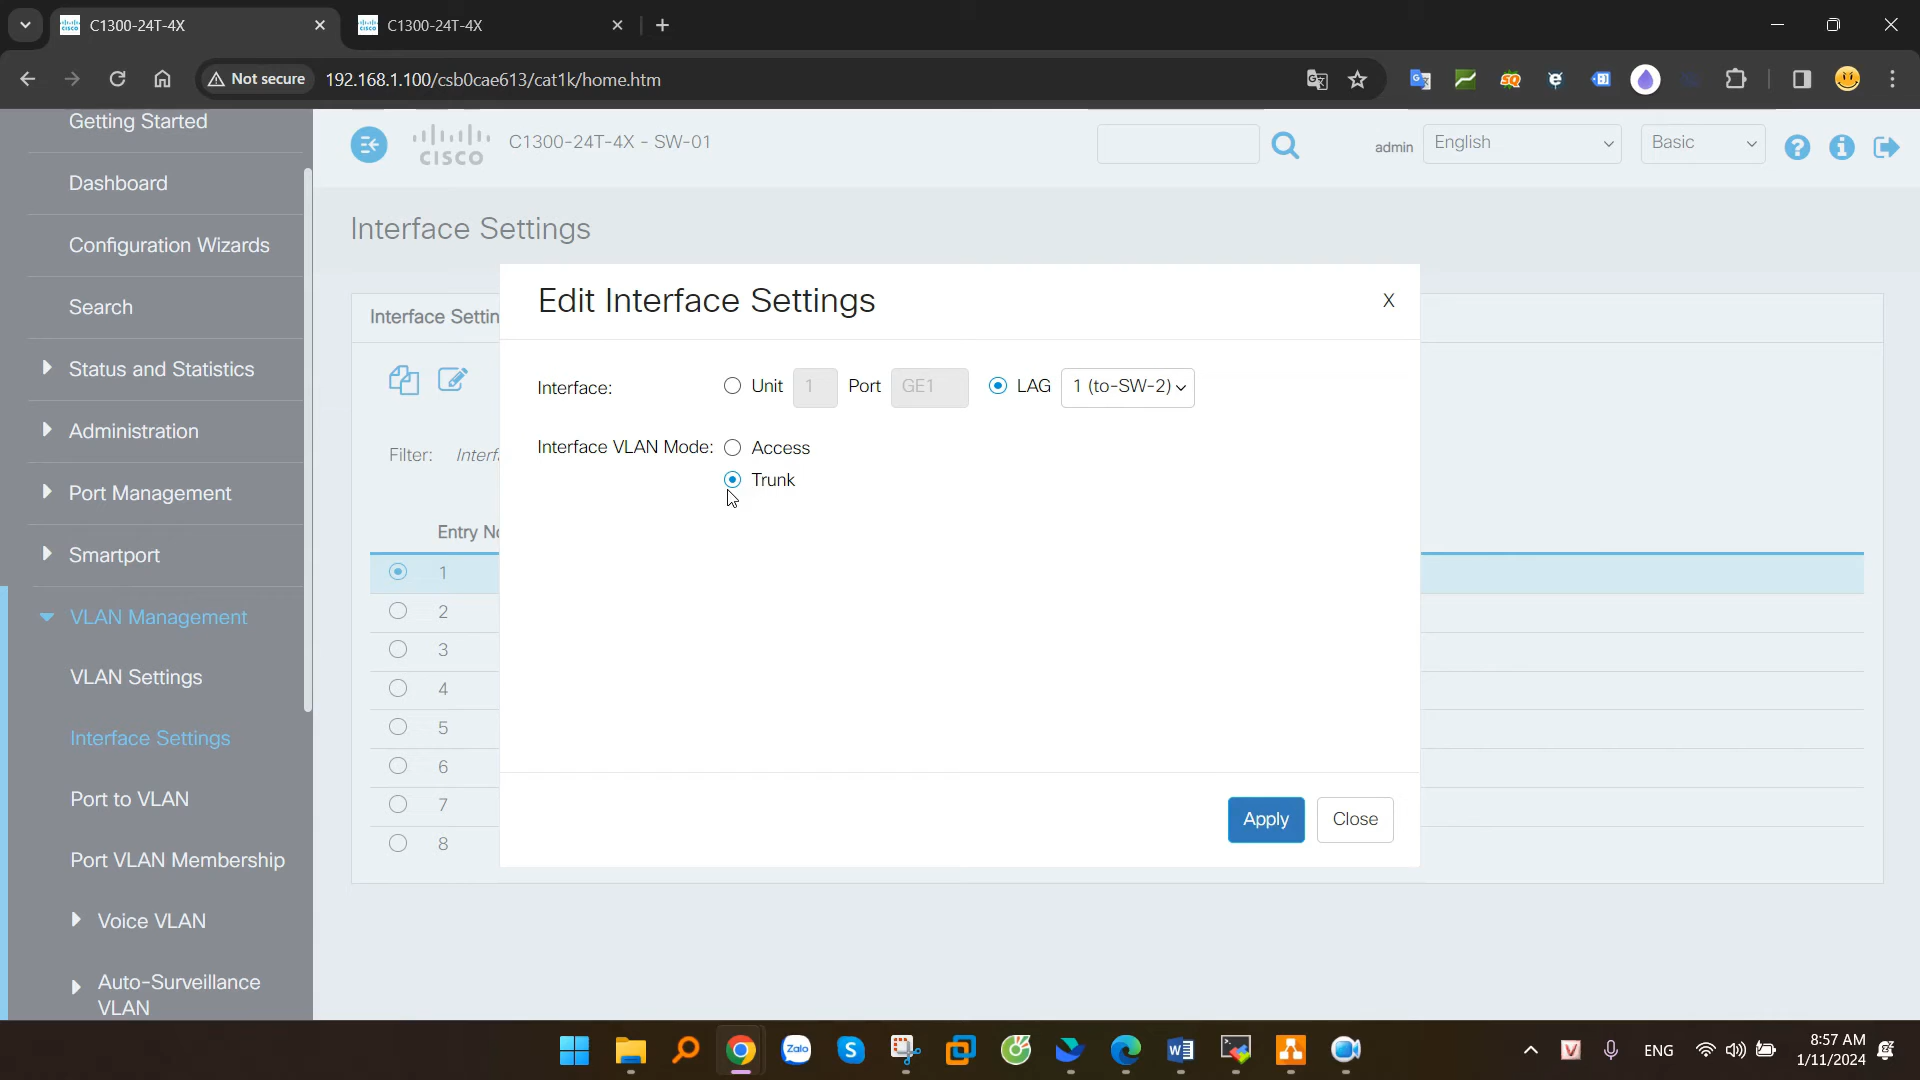 C1300-24T-4X
C1300-24T-4X
Not secure
192.168.1.100/csb0cae613/cat1k/home.htm
Getting Started
Dashboard
Configuration Wizards
Search
Status and Statistics
Administration
Port Management
Smartport
VLAN Management
VLAN Settings
Interface Settings
Port to VLAN
Port VLAN Membership
Voice VLAN
Auto-Surveillance
VLAN
CISCO
C1300-24T-4X - SW-01
admin
English
Basic
Interface Settings
Interface Settin
Filter:
Interf
Entry No
1
2
3
4
5
6
7
8
Edit Interface Settings
X
Interface:
Unit
1
Port
GE1
LAG
1 (to-SW-2)
Interface VLAN Mode:
Access
Trunk
Apply
Close
Zalo
ENG
8:57 AM
1/11/2024